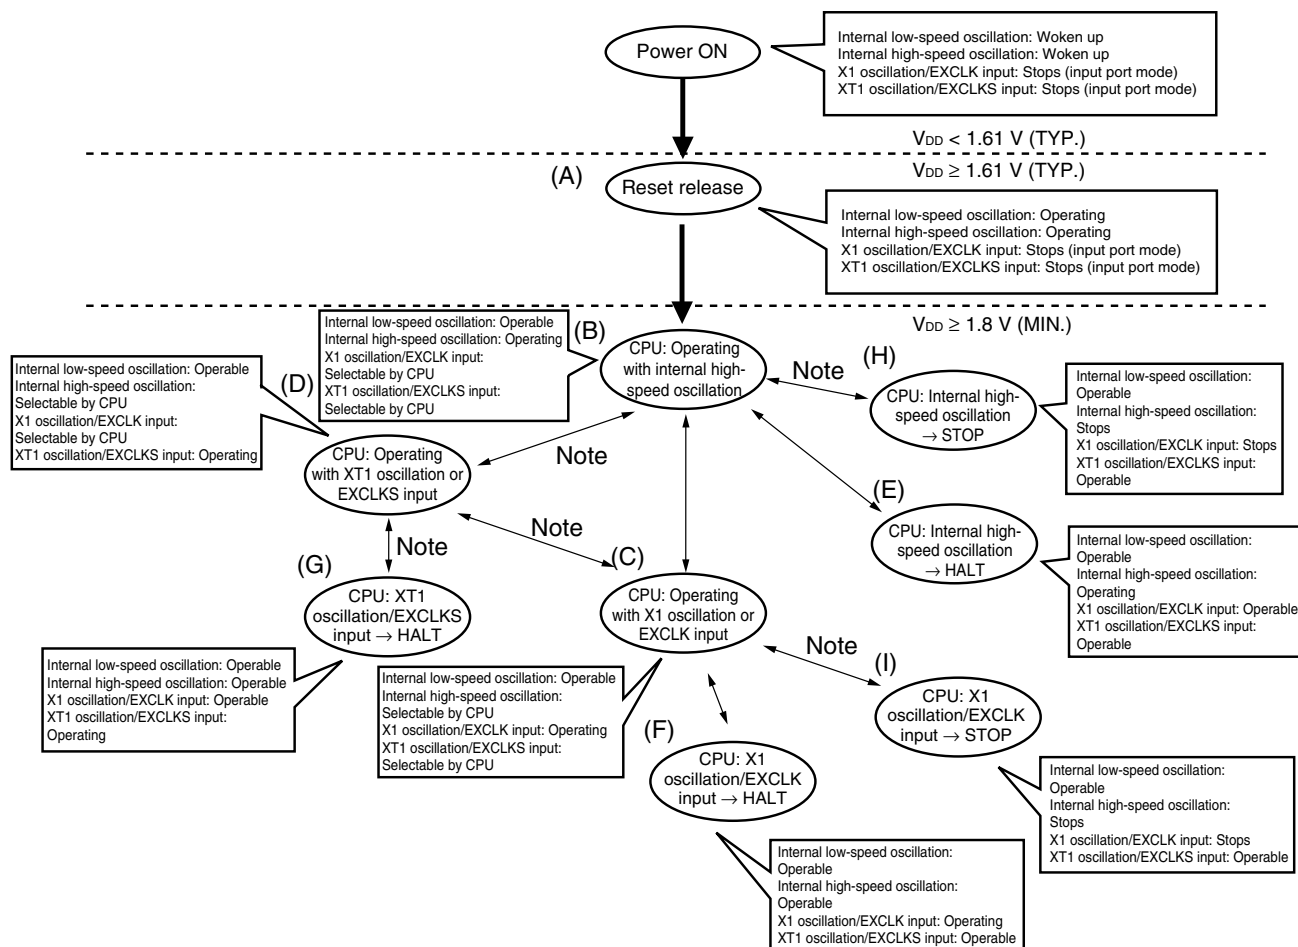 Power ON
Internal low-speed oscillation: Woken up
Internal high-speed oscillation: Woken up
X1 oscillation/EXCLK input: Stops (input port mode)
XT1 oscillation/EXCLKS input: Stops (input port mode)
VDD < 1.61 V (TYP.)
VDD ≥ 1.61 V (TYP.)
(A)
Reset release
Internal low-speed oscillation: Operating
Internal high-speed oscillation: Operating
X1 oscillation/EXCLK input: Stops (input port mode)
XT1 oscillation/EXCLKS input: Stops (input port mode)
VDD ≥ 1.8 V (MIN.)
Internal low-speed oscillation: Operable
Internal high-speed oscillation: Operating
X1 oscillation/EXCLK input:
Selectable by CPU
XT1 oscillation/EXCLKS input:
Selectable by CPU
(B)
CPU: Operating
with internal high-
speed oscillation
(H)
Note
CPU: Internal high-
speed oscillation
→ STOP
Internal low-speed oscillation:
Operable
Internal high-speed oscillation:
Stops
X1 oscillation/EXCLK input: Stops
XT1 oscillation/EXCLKS input:
Operable
Internal low-speed oscillation: Operable
Internal high-speed oscillation:
Selectable by CPU
X1 oscillation/EXCLK input:
Selectable by CPU
XT1 oscillation/EXCLKS input: Operating
(D)
CPU: Operating
with XT1 oscillation or
EXCLKS input
Note
(E)
CPU: Internal high-
speed oscillation
→ HALT
Internal low-speed oscillation:
Operable
Internal high-speed oscillation:
Operating
X1 oscillation/EXCLK input: Operable
XT1 oscillation/EXCLKS input:
Operable
Note
Note
(G)
CPU: XT1
oscillation/EXCLKS
input → HALT
Internal low-speed oscillation: Operable
Internal high-speed oscillation: Operable
X1 oscillation/EXCLK input: Operable
XT1 oscillation/EXCLKS input:
Operating
(C)
CPU: Operating
with X1 oscillation or
EXCLK input
Internal low-speed oscillation: Operable
Internal high-speed oscillation:
Selectable by CPU
X1 oscillation/EXCLK input: Operating
XT1 oscillation/EXCLKS input:
Selectable by CPU
Note
(I)
CPU: X1
oscillation/EXCLK
input → STOP
Internal low-speed oscillation:
Operable
Internal high-speed oscillation:
Stops
X1 oscillation/EXCLK input: Stops
XT1 oscillation/EXCLKS input: Operable
(F)
CPU: X1
oscillation/EXCLK
input → HALT
Internal low-speed oscillation:
Operable
Internal high-speed oscillation:
Operable
X1 oscillation/EXCLK input: Operating
XT1 oscillation/EXCLKS input: Operable